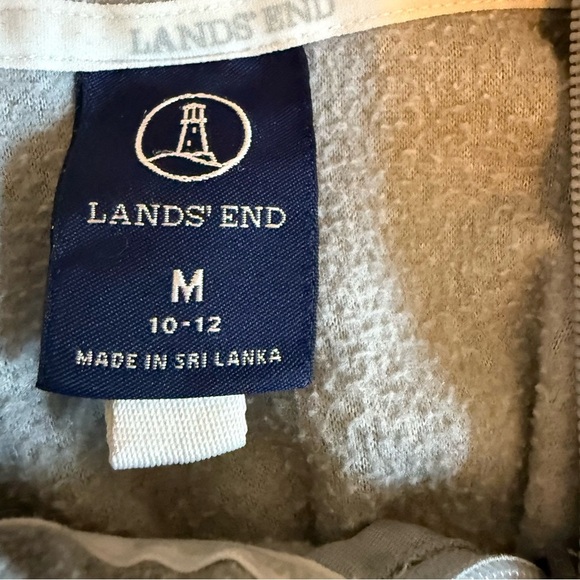 LANDS' END
LANDS' END
M
10-12
MADE IN SRI LANKA